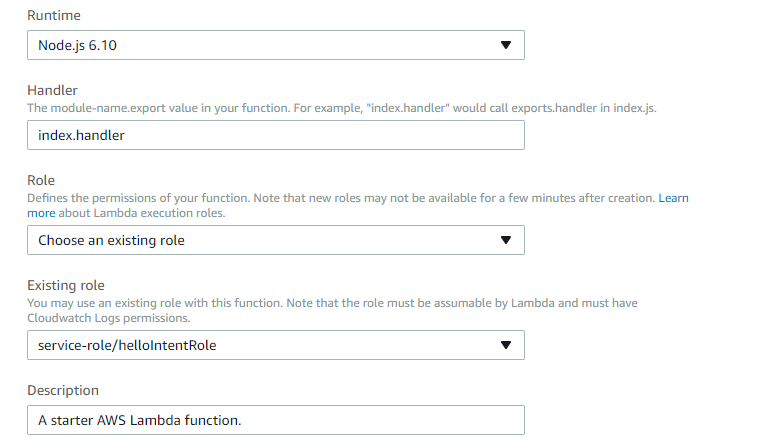 Runtime
Node.js 6.10
Handler
The module-name.export value in your function. For example, "index.handler" would call exports.handler in index.js.
index.handler
Role
Defines the permissions of your function. Note that new roles may not be available for a few minutes after creation. Learn
more about Lambda execution roles.
Choose an existing role
Existing role
You may use an existing role with this function. Note that the role must be assumable by Lambda and must have
Cloudwatch Logs permissions.
service-role/helloIntentRole
Description
A starter AWS Lambda function.